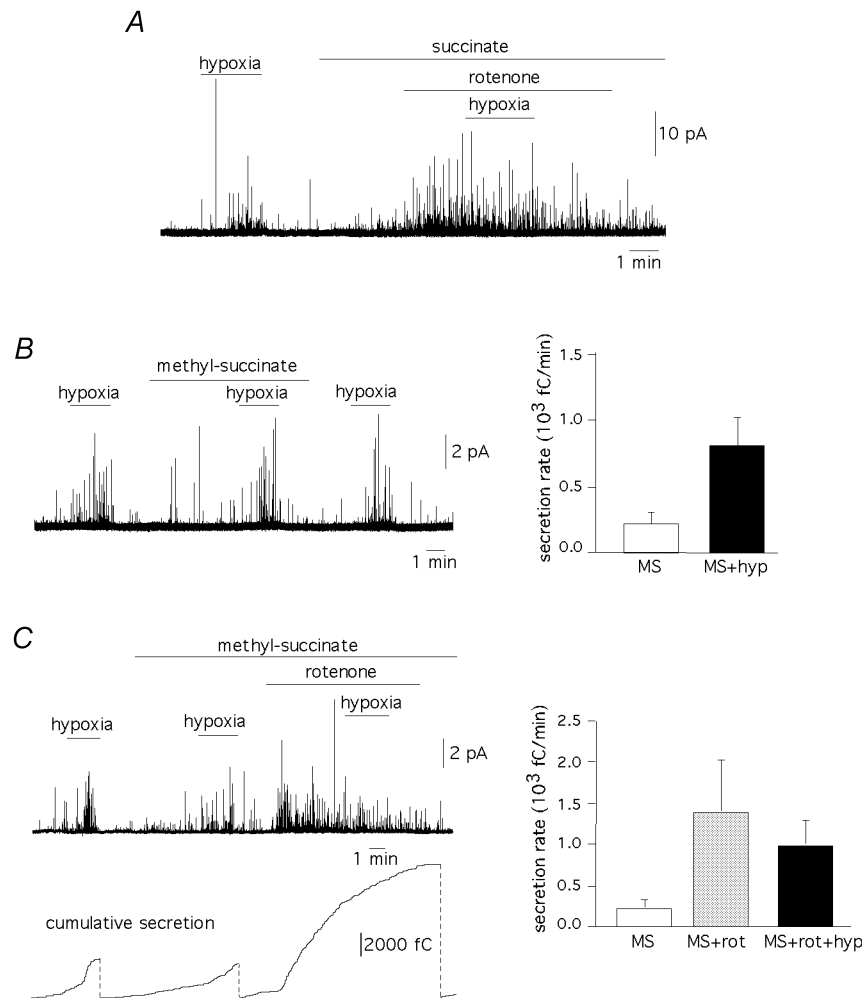 A
succinate
hypoxia
rotenone
hypoxia
10 pA
1 min
B
methyl-succinate
hypoxia
hypoxia
hypoxia
2 pA
1 min
secretion rate (10³ fC/min)
1.5
1.0
0.5
0.0
MS
MS+hyp
C
methyl-succinate
rotenone
hypoxia
hypoxia
hypoxia
2 pA
1 min
cumulative secretion
2000 fC
secretion rate (10³ fC/min)
2.5
2.0
1.5
1.0
0.5
0.0
MS
MS+rot
MS+rot+hyp